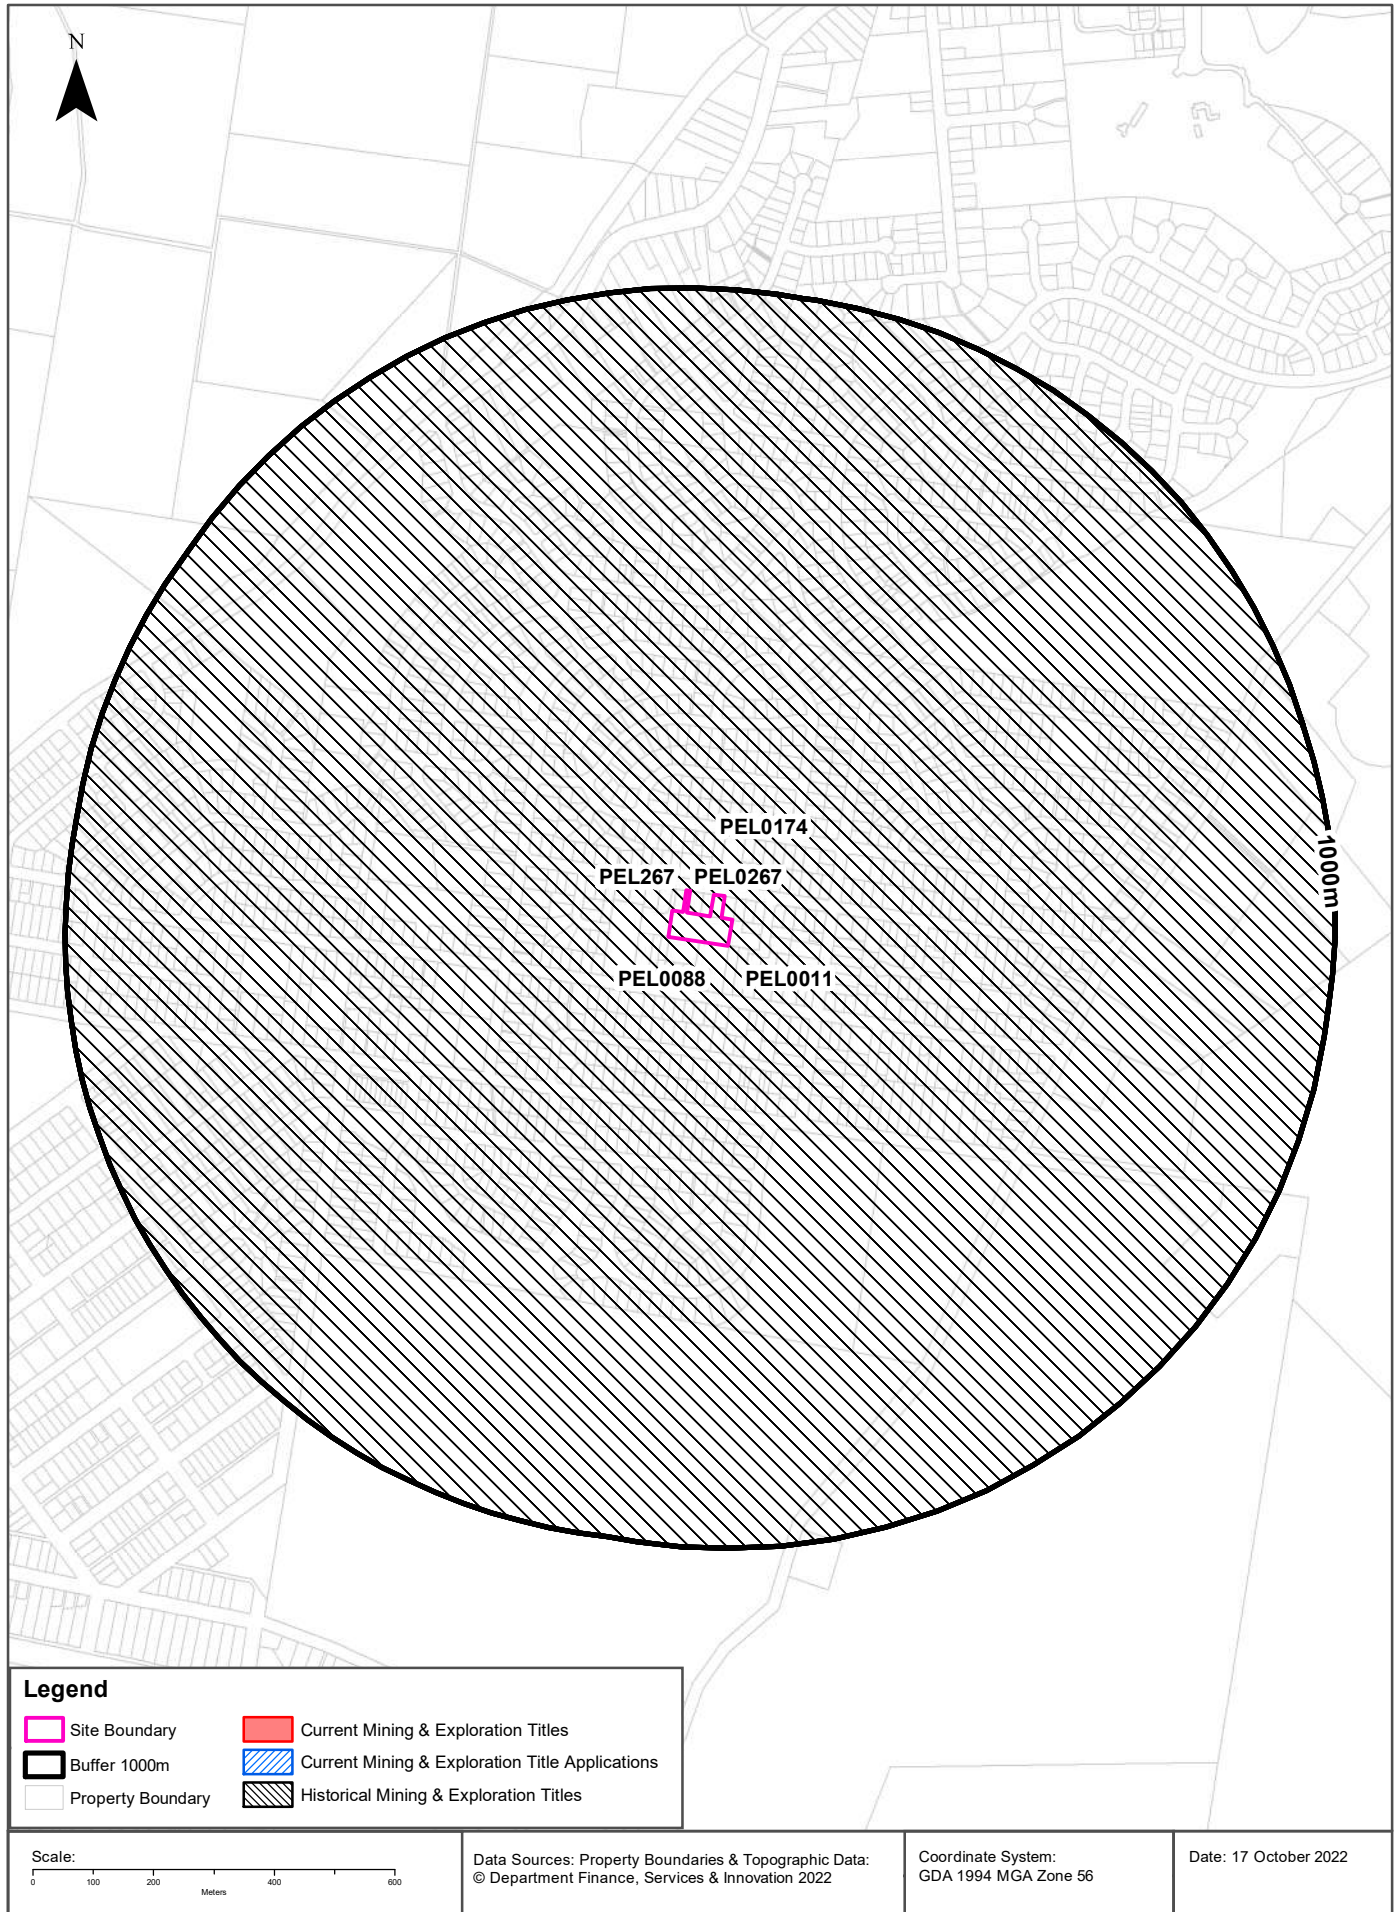 N
PEL0174
PEL267 PEL0267
1000m
PEL0088 PEL0011
Legend
Site Boundary
Buffer 1000m
Property Boundary
Current Mining & Exploration Titles
Current Mining & Exploration Title Applications
Historical Mining & Exploration Titles
Scale:
0 100 200 400 600
Meters
Data Sources: Property Boundaries & Topographic Data:
© Department Finance, Services & Innovation 2022
Coordinate System:
GDA 1994 MGA Zone 56
Date: 17 October 2022